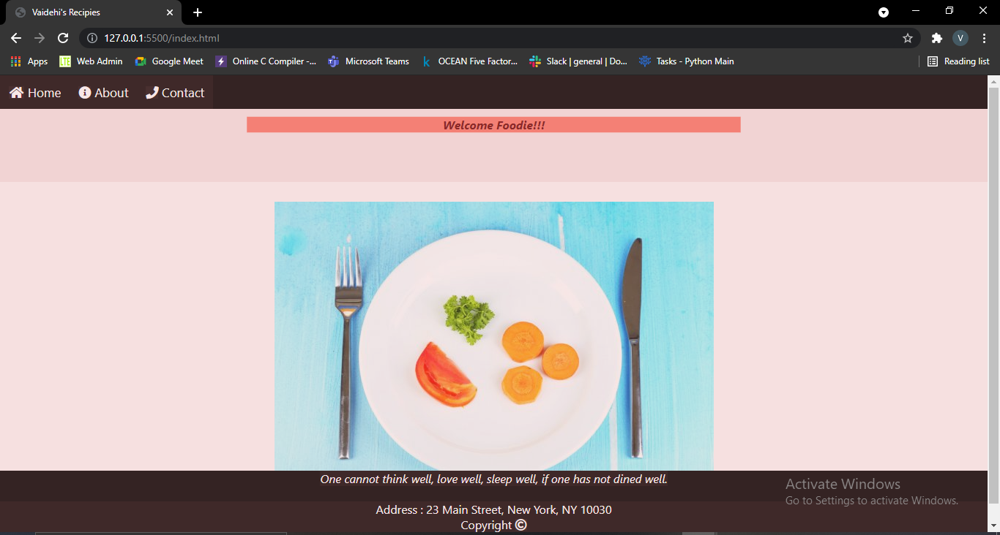 Vaidehi's Recipies
127.0.0.1:5500/index.html
V
Apps
LTE Web Admin
Google Meet
Online C Compiler -...
Microsoft Teams
k OCEAN Five Factor...
Slack | general | Do...
Tasks - Python Main
Reading list
Home
About
Contact
Welcome Foodie!!!
One cannot think well, love well, sleep well, if one has not dined well.
Activate Windows
Go to Settings to activate Windows.
Address : 23 Main Street, New York, NY 10030
Copyright ©